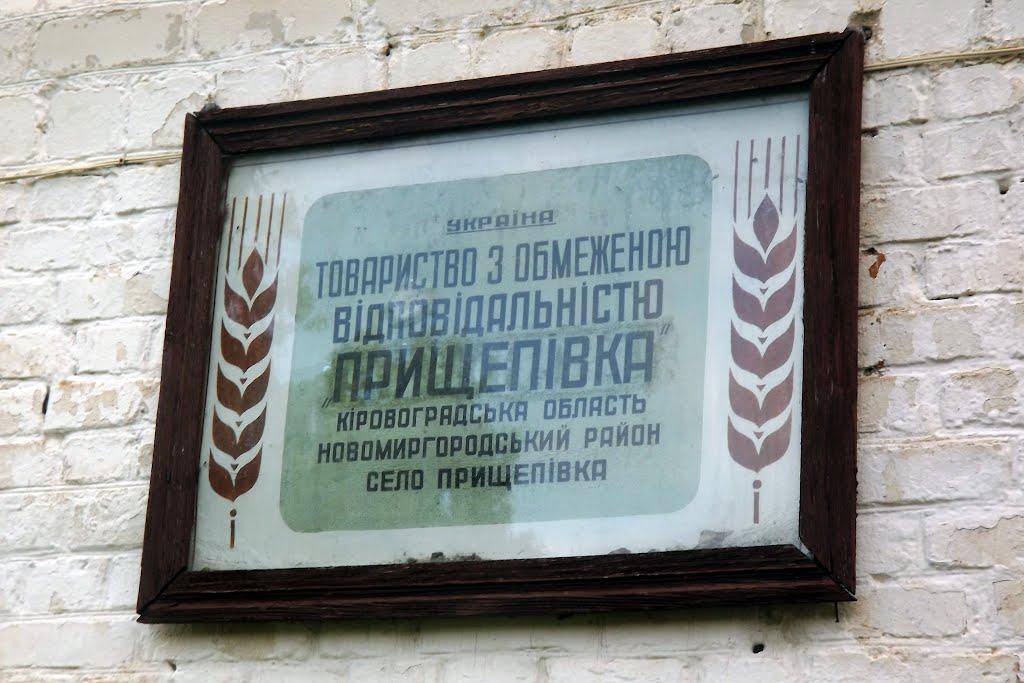 УКРАЇНА
ТОВАРИСТВО З ОБМЕЖЕНОЮ
ВІДПОВІДАЛЬНІСТЮ
„ПРИЩЕПІВКА"
КІРОВОГРАДСЬКА ОБЛАСТЬ
НОВОМИРГОРОДСЬКИЙ РАЙОН
СЕЛО ПРИЩЕПІВКА